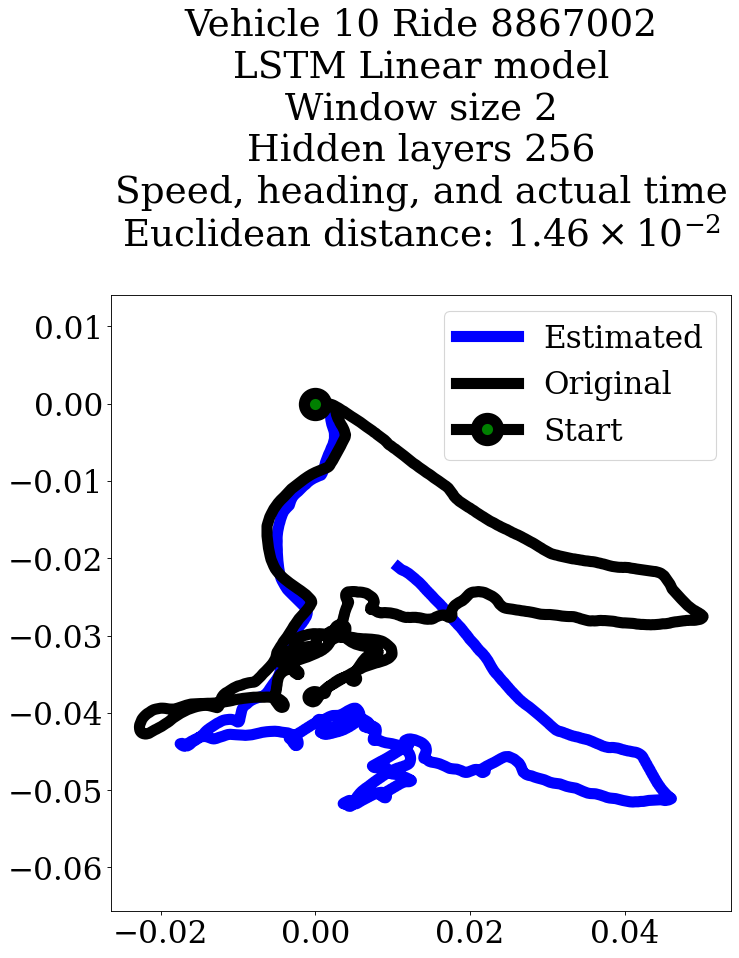 Vehicle 10 Ride 8867002
LSTM Linear model
Window size 2
Hidden layers 256
Speed, heading, and actual time
Euclidean distance: 1.46 × 10⁻²
Estimated
Original
Start
0.01
0.00
−0.01
−0.02
−0.03
−0.04
−0.05
−0.06
−0.02 0.00 0.02 0.04